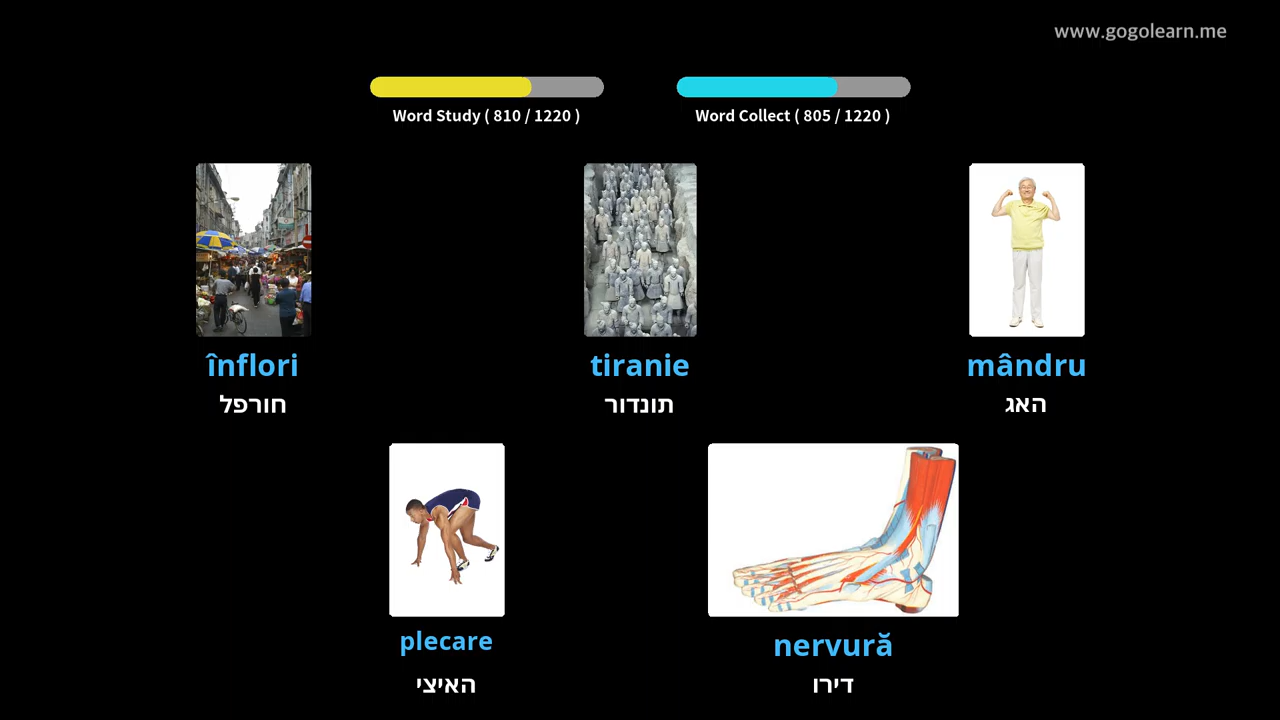 www.gogolearn.me
Word Study ( 810 / 1220 )
Word Collect ( 805 / 1220 )
înflori
חורפל
tiranie
תונדור
mândru
האג
plecare
האיצי
nervură
דירו